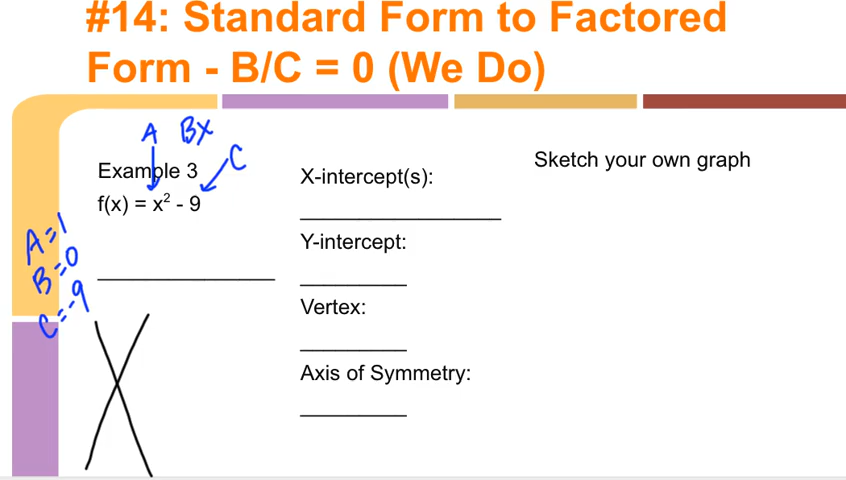 #14: Standard Form to Factored
Form - B/C = 0 (We Do)
A Bx
C
Example 3
f(x) = x² - 9
A=1
B=0
C=-9
X-intercept(s):
Y-intercept:
Vertex:
Axis of Symmetry:
Sketch your own graph